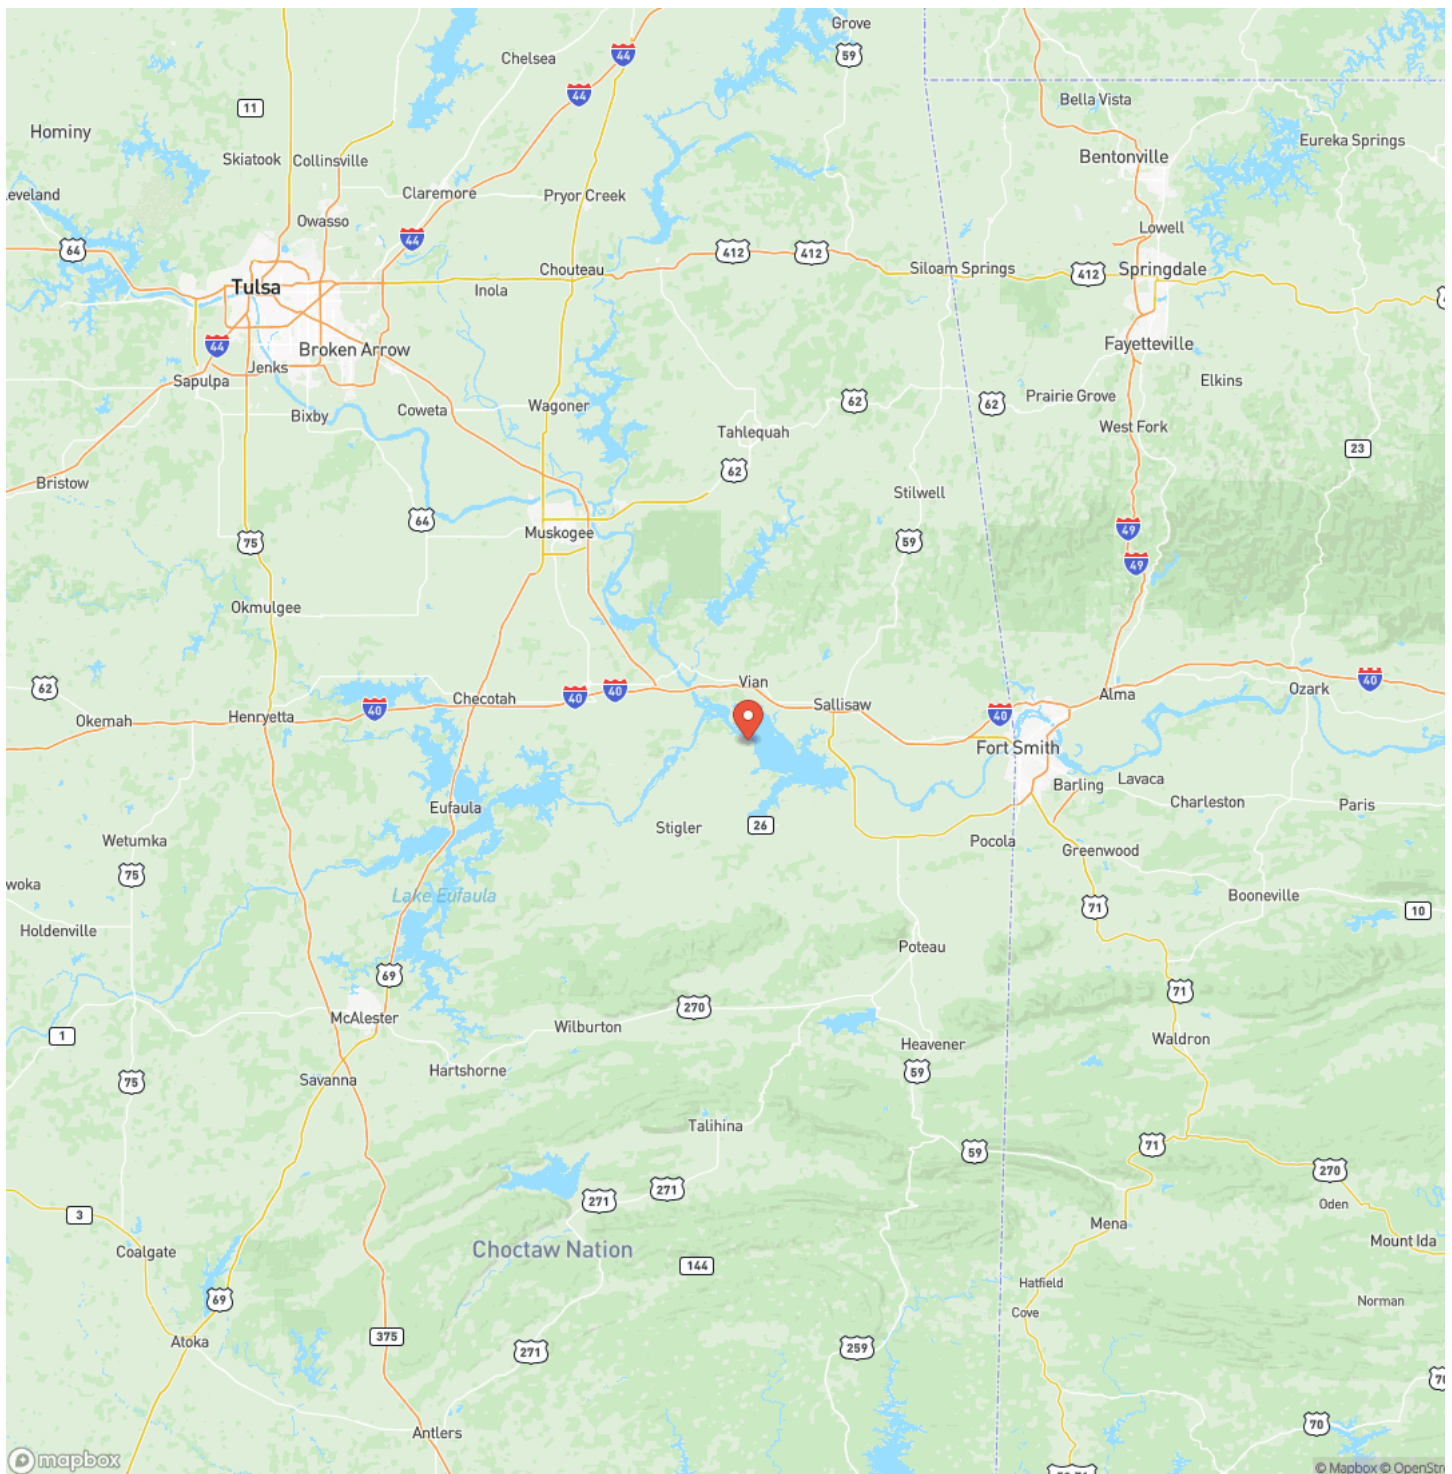 Grove
59
44
Chelsea
44
11
Bella Vista
Hominy
Eureka Springs
Skiatook
Collinsville
Bentonville
Claremore
Pryor Creek
Owasso
Lowell
44
64
412
412
Siloam Springs
412
Springdale
Chouteau
Tulsa
Inola
44
Broken Arrow
Fayetteville
Jenks
Sapulpa
Elkins
62
62
Prairie Grove
Wagoner
Coweta
Bixby
West Fork
Tahlequah
23
62
Bristow
Stilwell
64
49
Muskogee
75
59
49
Okmulgee
Vian
40
62
40
40
40
Checotah
Alma
Ozark
Sallisaw
40
Okemah
Henryetta
Fort Smith
Barling
Lavaca
Eufaula
Charleston
Paris
Stigler
26
Wetumka
Pocola
Greenwood
75
woka
Lake Eufaula
Booneville
71
10
Holdenville
Poteau
69
71
270
McAlester
Wilburton
1
Heavener
Waldron
Hartshorne
59
Savanna
75
Talihina
71
59
270
271
271
Oden
3
Mena
Mount Ida
Coalgate
Choctaw Nation
144
Hatfield
69
Cove
Norman
375
Atoka
259
271
70
Antlers
70
mapbox
© Mapbox © OpenStr